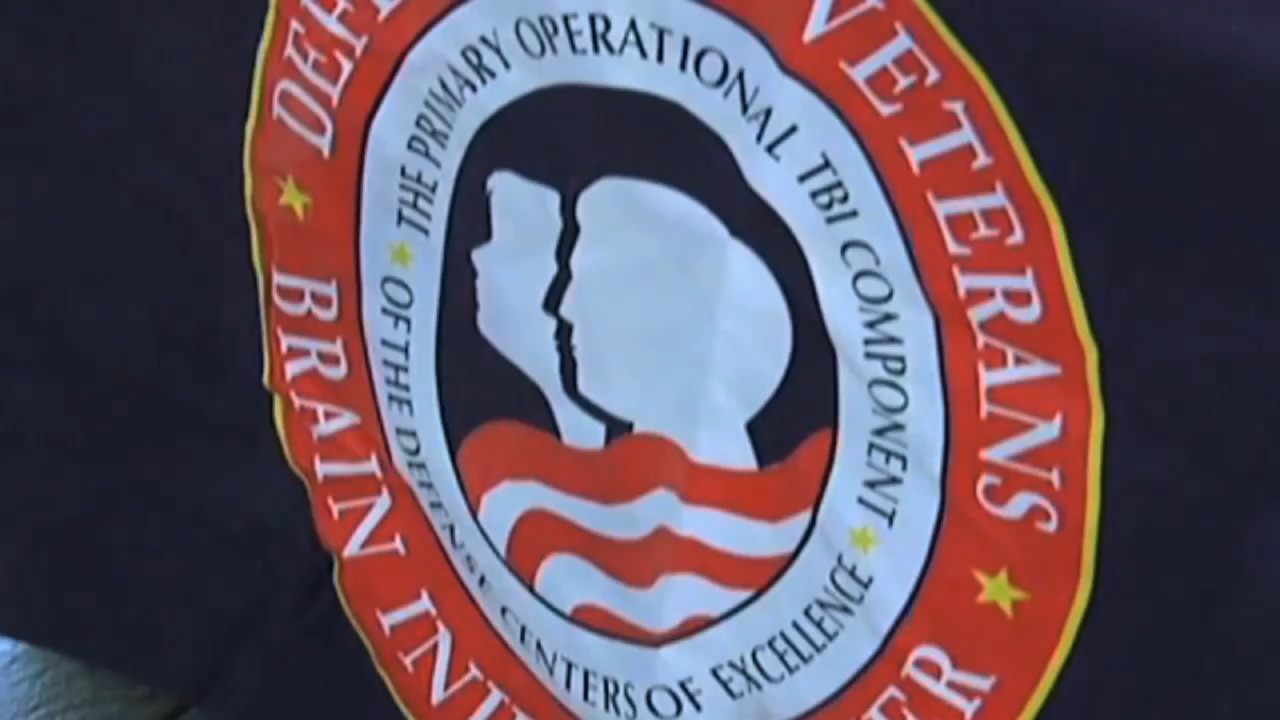 VETERANS
BRAIN
THE PRIMARY OPERATIONAL TBI COMPONENT
OF THE DEFENSE CENTERS OF EXCELLENCE